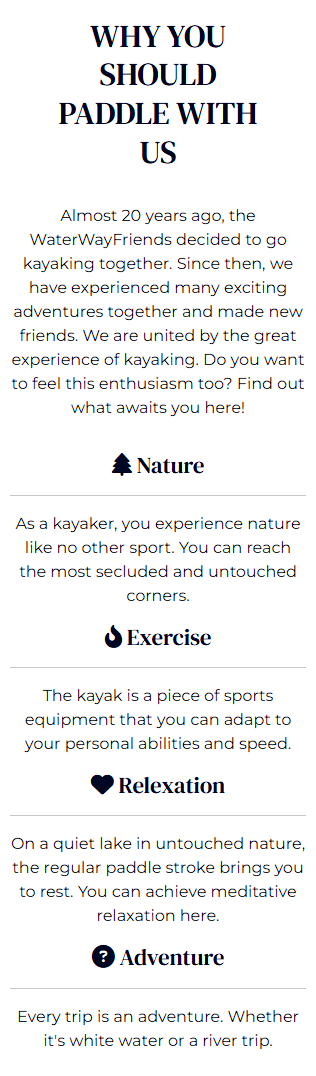 WHY YOU
SHOULD
PADDLE WITH
US
Almost 20 years ago, the
WaterWayFriends decided to go
kayaking together. Since then, we
have experienced many exciting
adventures together and made new
friends. We are united by the great
experience of kayaking. Do you want
to feel this enthusiasm too? Find out
what awaits you here!
Nature
As a kayaker, you experience nature
like no other sport. You can reach
the most secluded and untouched
corners.
Exercise
The kayak is a piece of sports
equipment that you can adapt to
your personal abilities and speed.
Relexation
On a quiet lake in untouched nature,
the regular paddle stroke brings you
to rest. You can achieve meditative
relaxation here.
? Adventure
Every trip is an adventure. Whether
it's white water or a river trip.